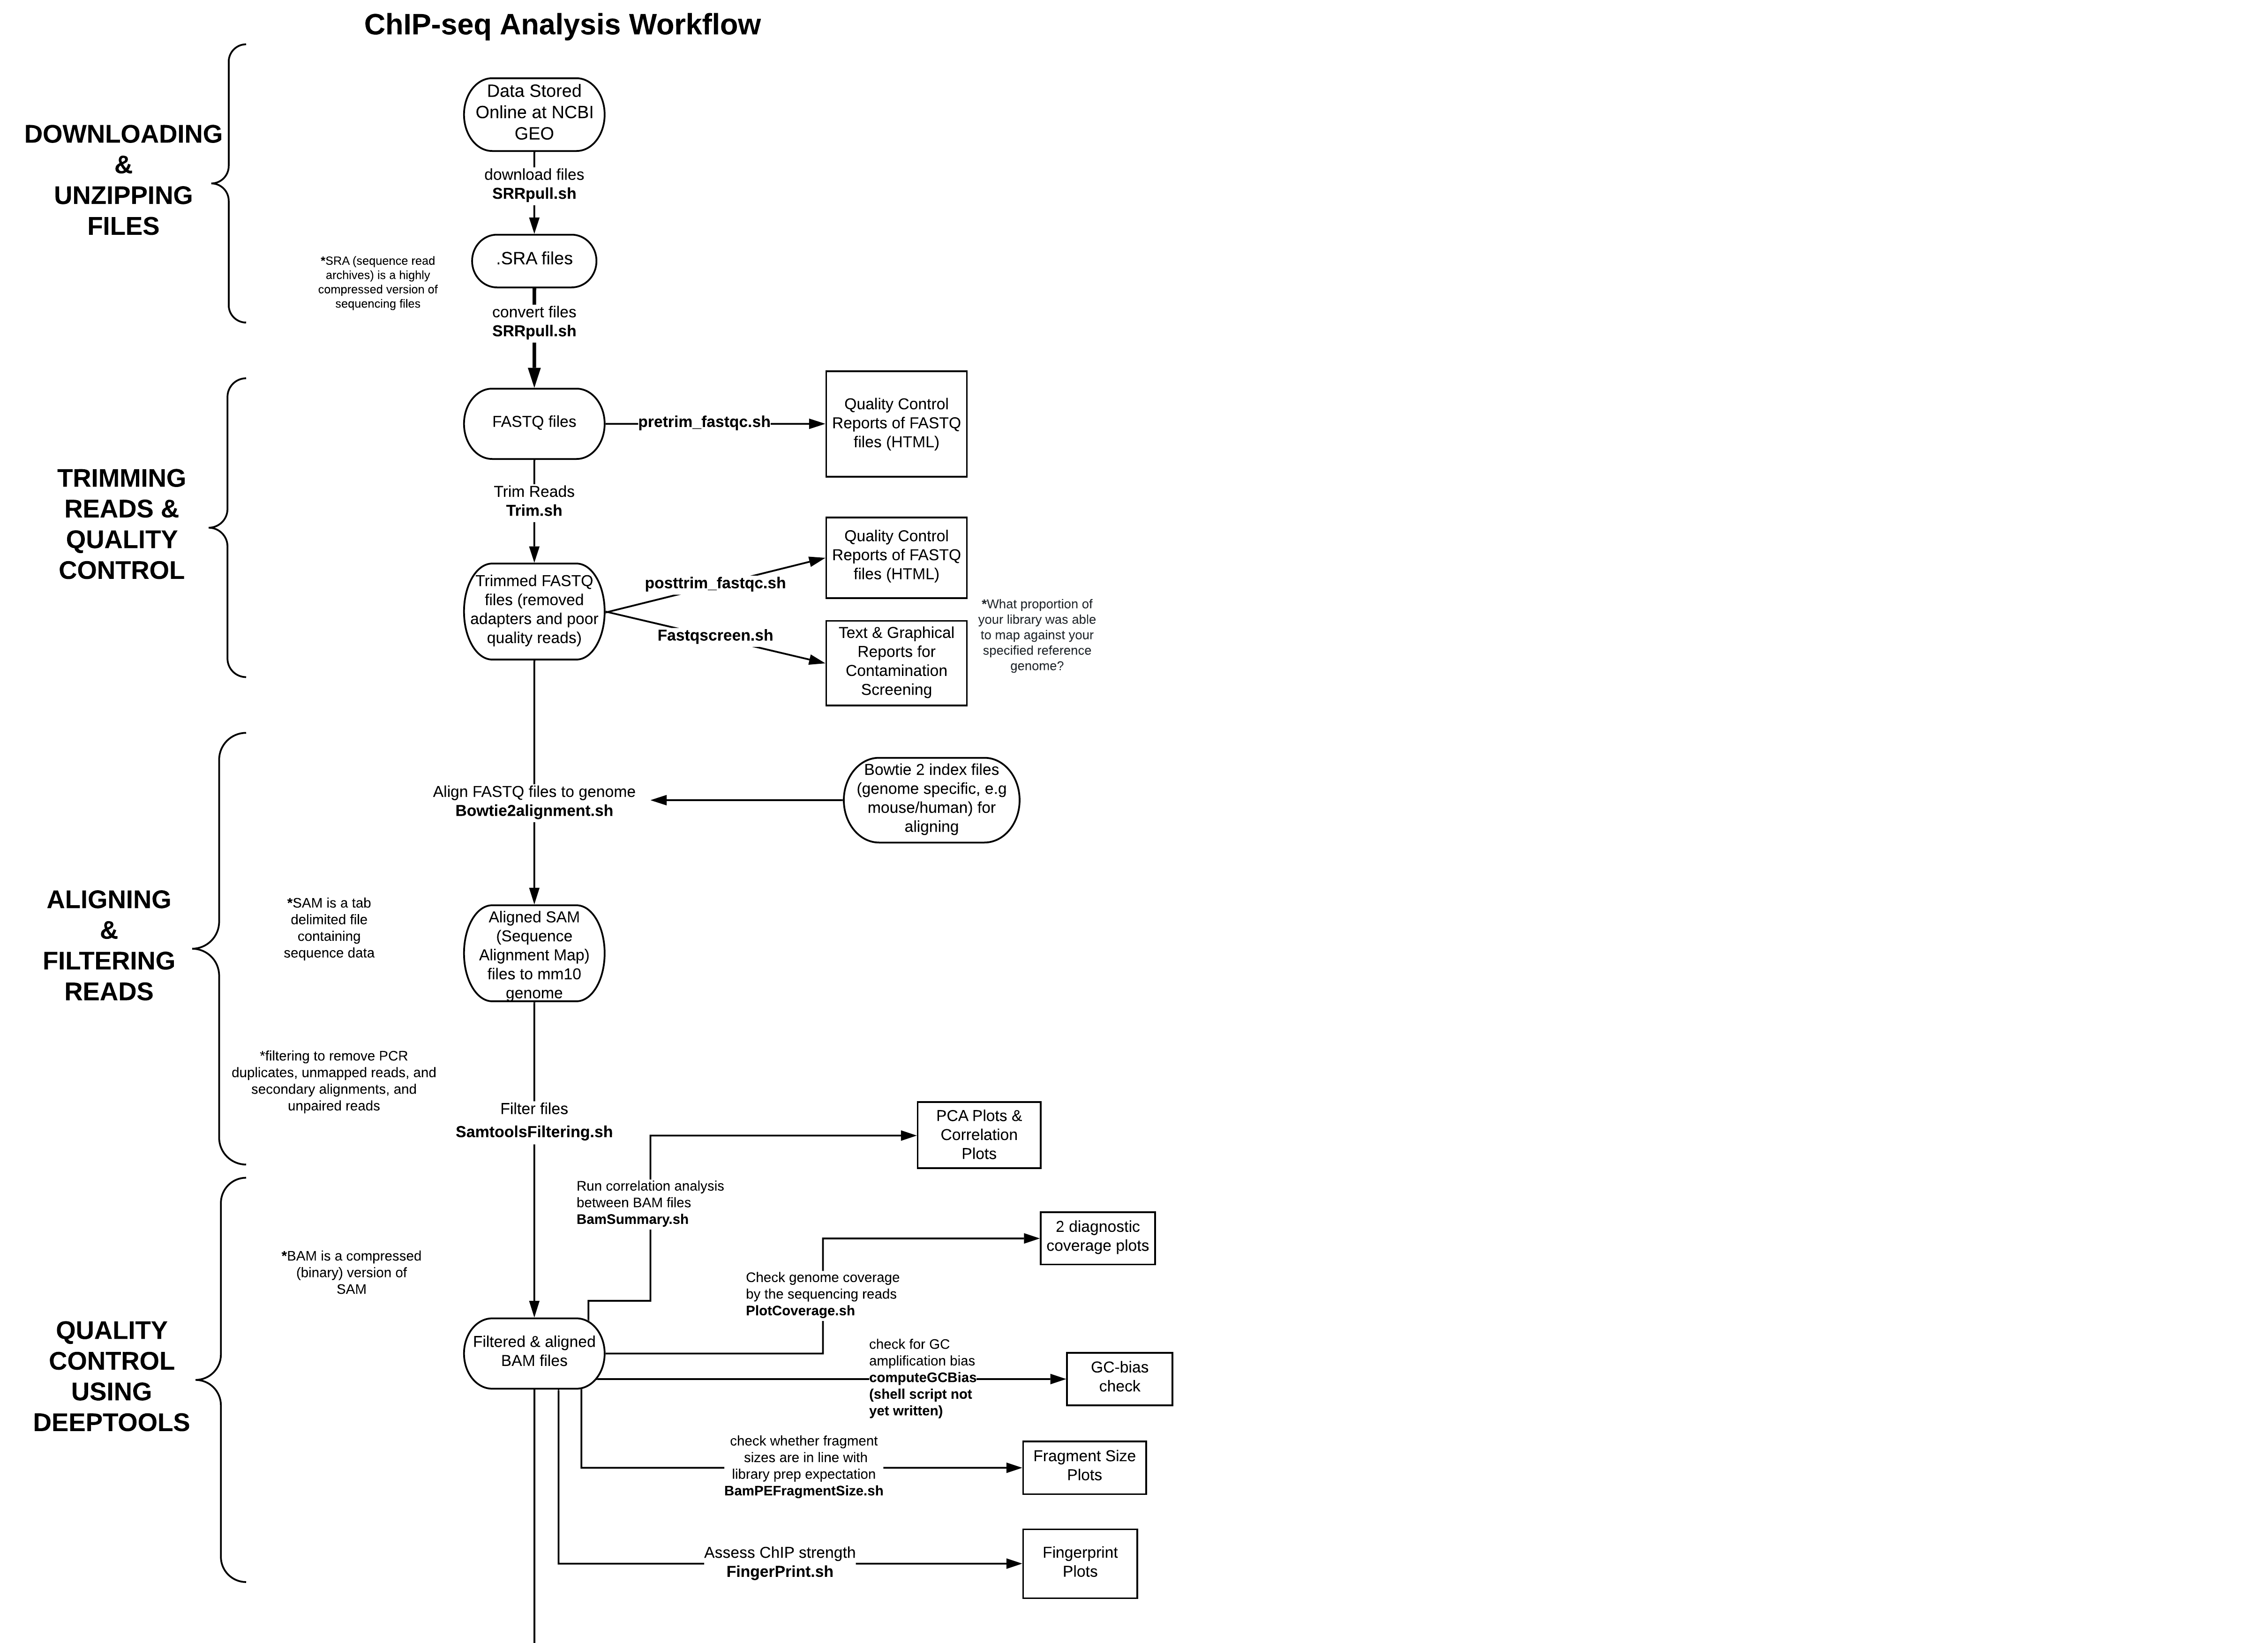 ChIP-seq Analysis Workflow
DOWNLOADING
&
UNZIPPING
FILES
Data Stored
Online at NCBI
GEO
download files
SRRpull.sh
.SRA files
*SRA (sequence read
archives) is a highly
compressed version of
sequencing files
convert files
SRRpull.sh
TRIMMING
READS &
QUALITY
CONTROL
FASTQ files
pretrim_fastqc.sh
Quality Control
Reports of FASTQ
files (HTML)
Trim Reads
Trim.sh
Trimmed FASTQ
files (removed
adapters and poor
quality reads)
posttrim_fastqc.sh
Quality Control
Reports of FASTQ
files (HTML)
Fastqscreen.sh
Text & Graphical
Reports for
Contamination
Screening
*What proportion of
your library was able
to map against your
specified reference
genome?
ALIGNING
&
FILTERING
READS
Align FASTQ files to genome
Bowtie2alignment.sh
Bowtie 2 index files
(genome specific, e.g
mouse/human) for
aligning
*SAM is a tab
delimited file
containing
sequence data
Aligned SAM
(Sequence
Alignment Map)
files to mm10
genome
*filtering to remove PCR
duplicates, unmapped reads, and
secondary alignments, and
unpaired reads
Filter files
SamtoolsFiltering.sh
QUALITY
CONTROL
USING
DEEPTOOLS
*BAM is a compressed
(binary) version of
SAM
Filtered & aligned
BAM files
Run correlation analysis
between BAM files
BamSummary.sh
PCA Plots &
Correlation
Plots
Check genome coverage
by the sequencing reads
PlotCoverage.sh
2 diagnostic
coverage plots
check for GC
amplification bias
computeGCBias
(shell script not
yet written)
GC-bias
check
check whether fragment
sizes are in line with
library prep expectation
BamPEFragmentSize.sh
Fragment Size
Plots
Assess ChIP strength
FingerPrint.sh
Fingerprint
Plots